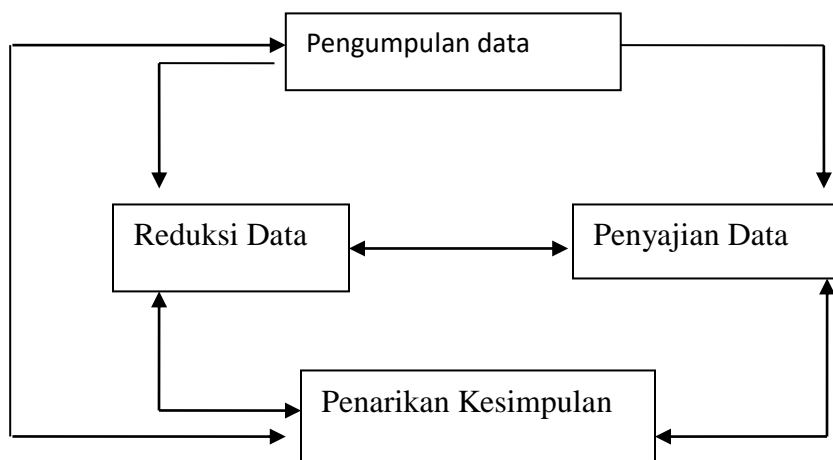 Pengumpulan data
Reduksi Data
Penyajian Data
Penarikan Kesimpulan